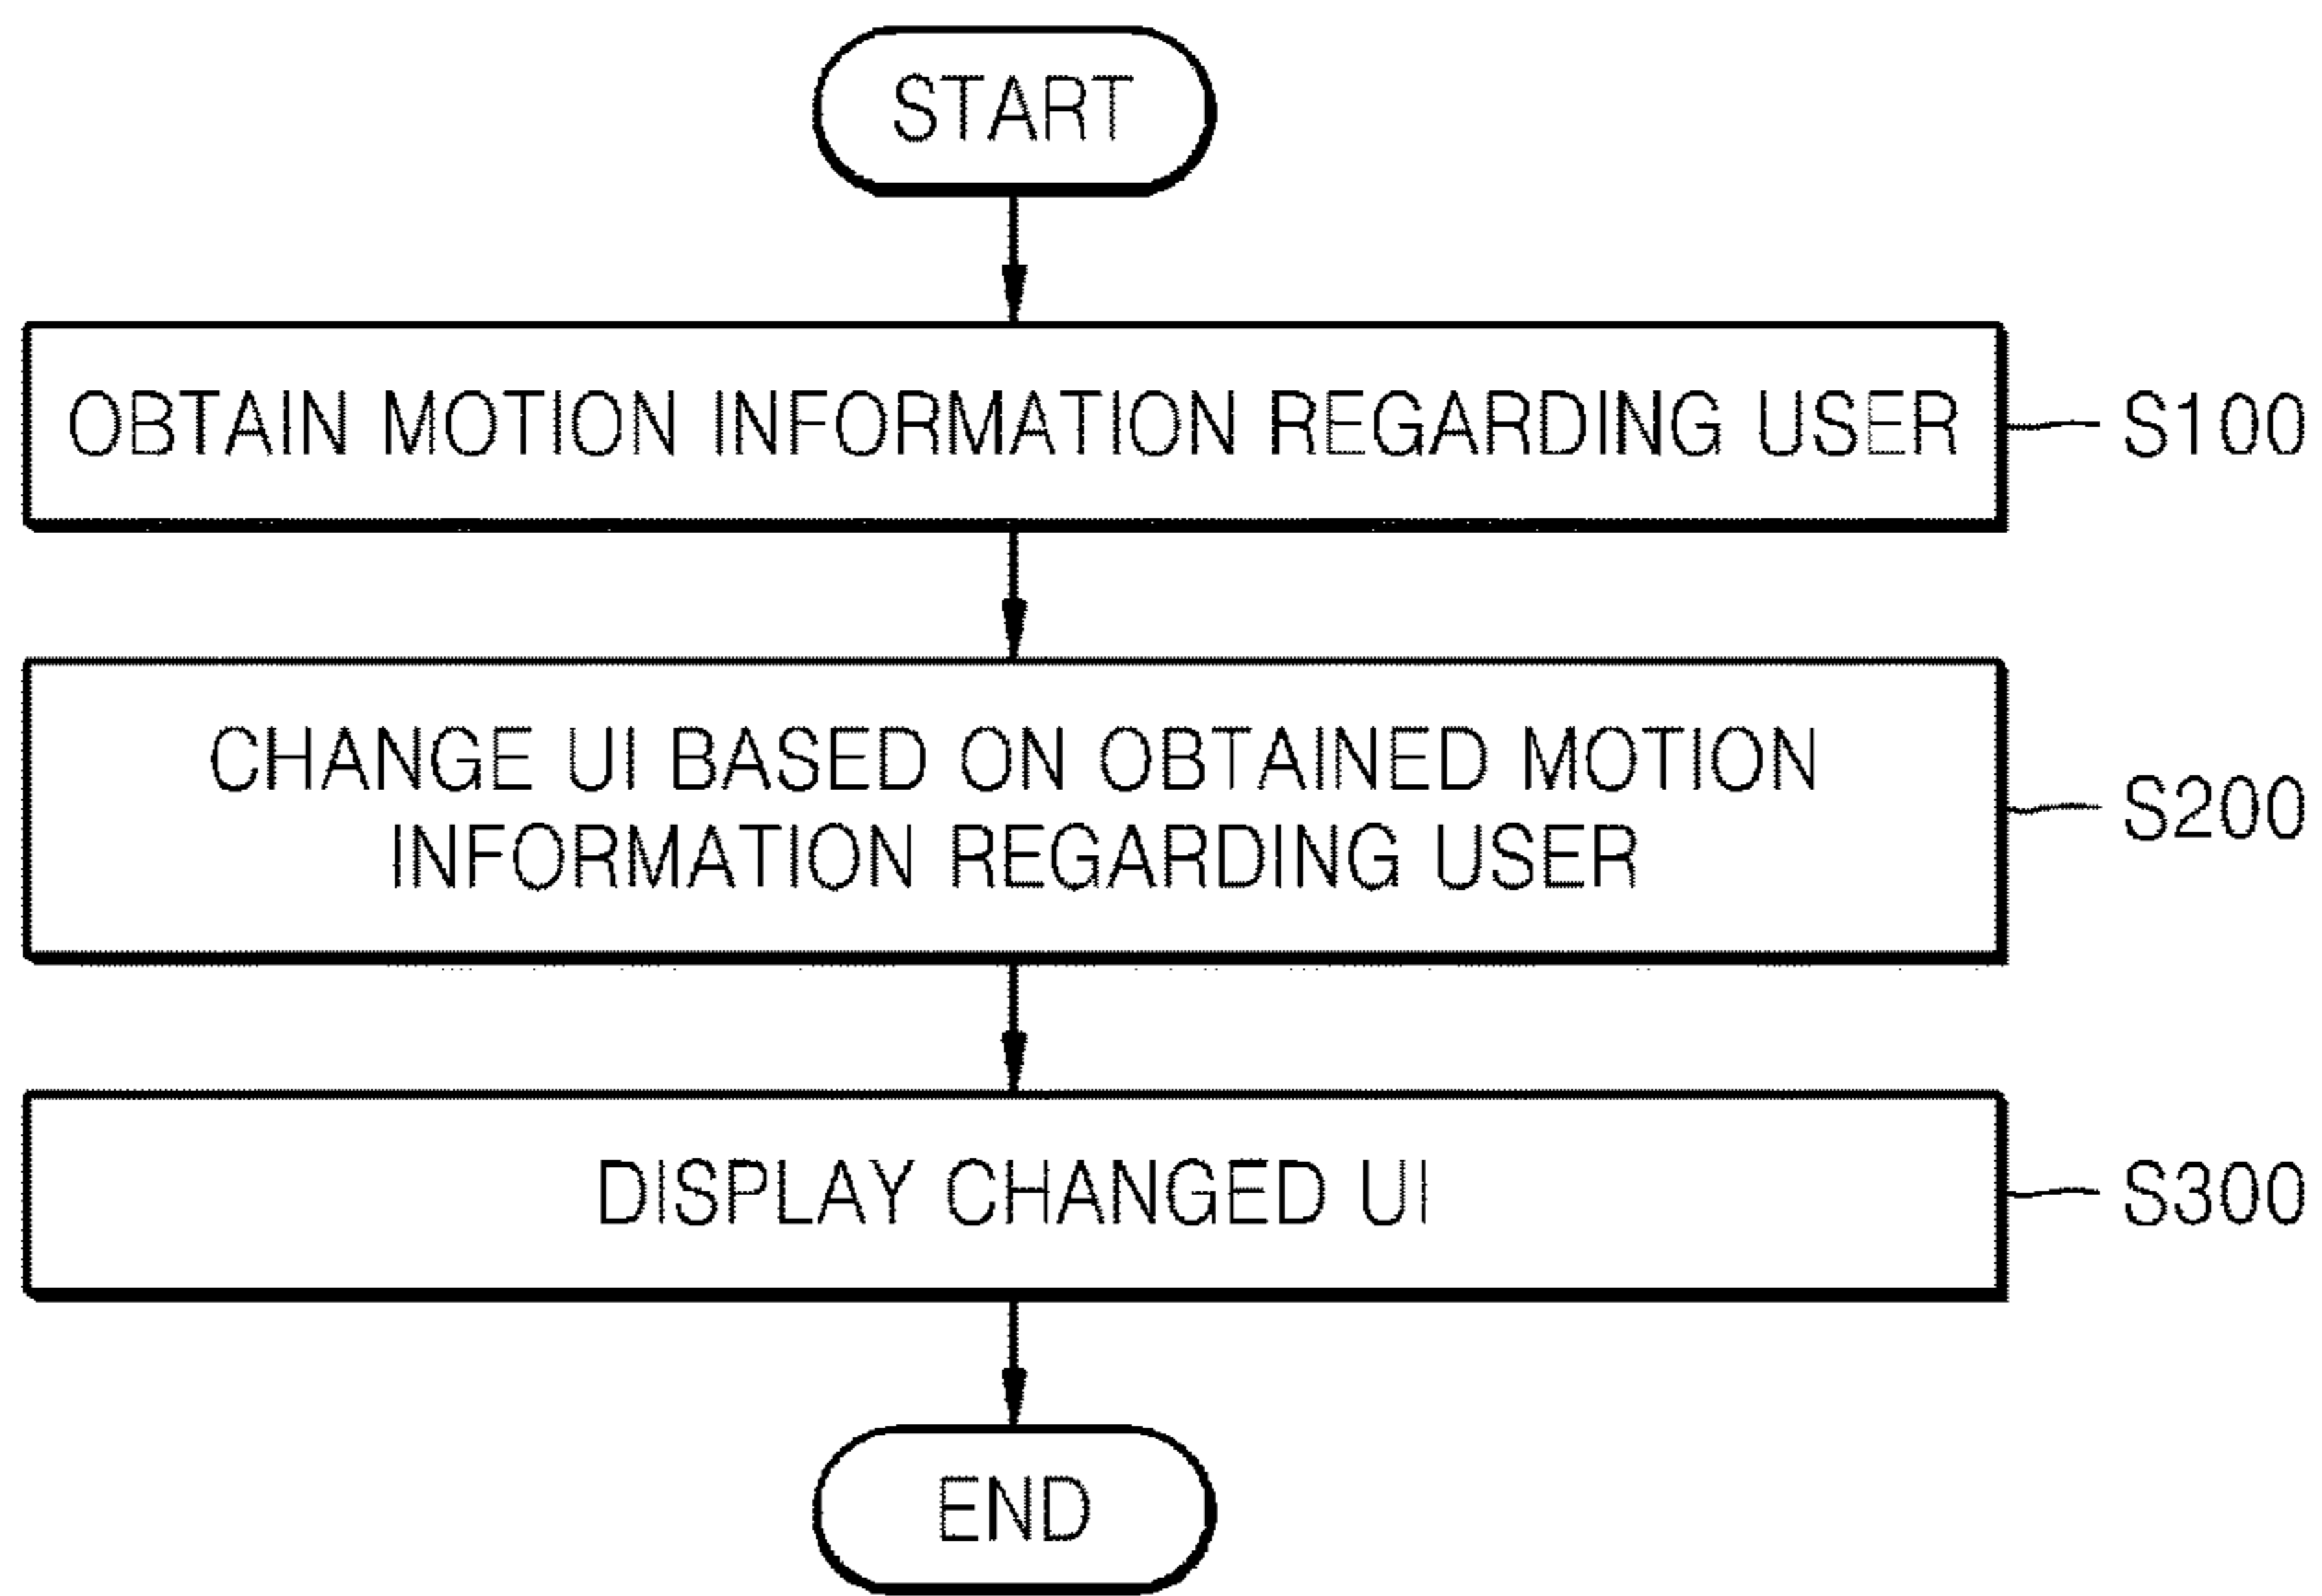 START
OBTAIN MOTION INFORMATION REGARDING USER
S100
CHANGE UI BASED ON OBTAINED MOTION
INFORMATION REGARDING USER
S200
DISPLAY CHANGED UI
S300
END